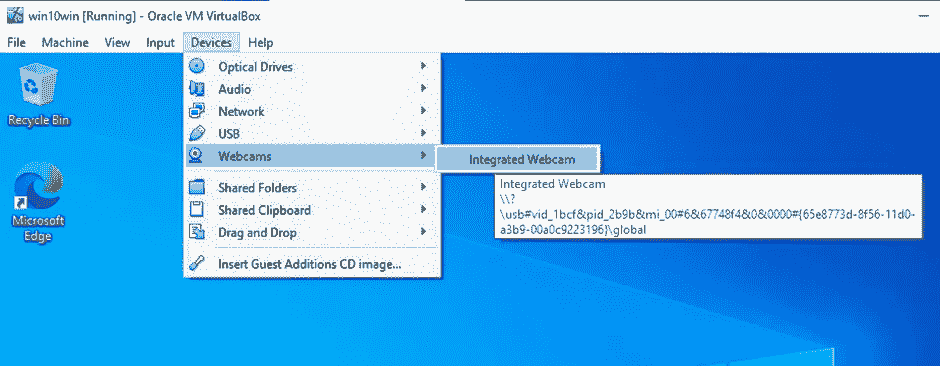 win10win [Running] - Oracle VM VirtualBox
File Machine View Input Devices Help
Recycle Bin
Microsoft
Edge
Optical Drives
Audio
Network
USB
Webcams
Shared Folders
Shared Clipboard
Drag and Drop
Insert Guest Additions CD image...
Integrated Webcam
Integrated Webcam
\\?
\usb#vid_1bcf&pid_2b9b&mi_00#6&67748f4&0&0000#{65e8773d-8f56-11d0-
a3b9-00a0c9223196}\global